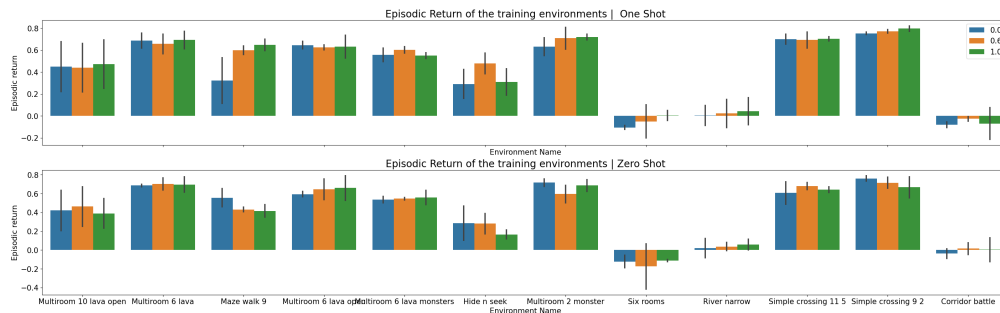 Episodic Return of the training environments | One Shot
Episodic return
0.8
0.6
0.4
0.2
0.0
−0.2
0.0
0.6
1.0
Environment Name
Episodic Return of the training environments | Zero Shot
Episodic return
0.8
0.6
0.4
0.2
0.0
−0.2
−0.4
Multiroom 10 lava open Multiroom 6 lava Maze walk 9 Multiroom 6 lava open Multiroom 6 lava monsters Hide n seek Multiroom 2 monster Six rooms River narrow Simple crossing 11 5 Simple crossing 9 2 Corridor battle
Environment Name